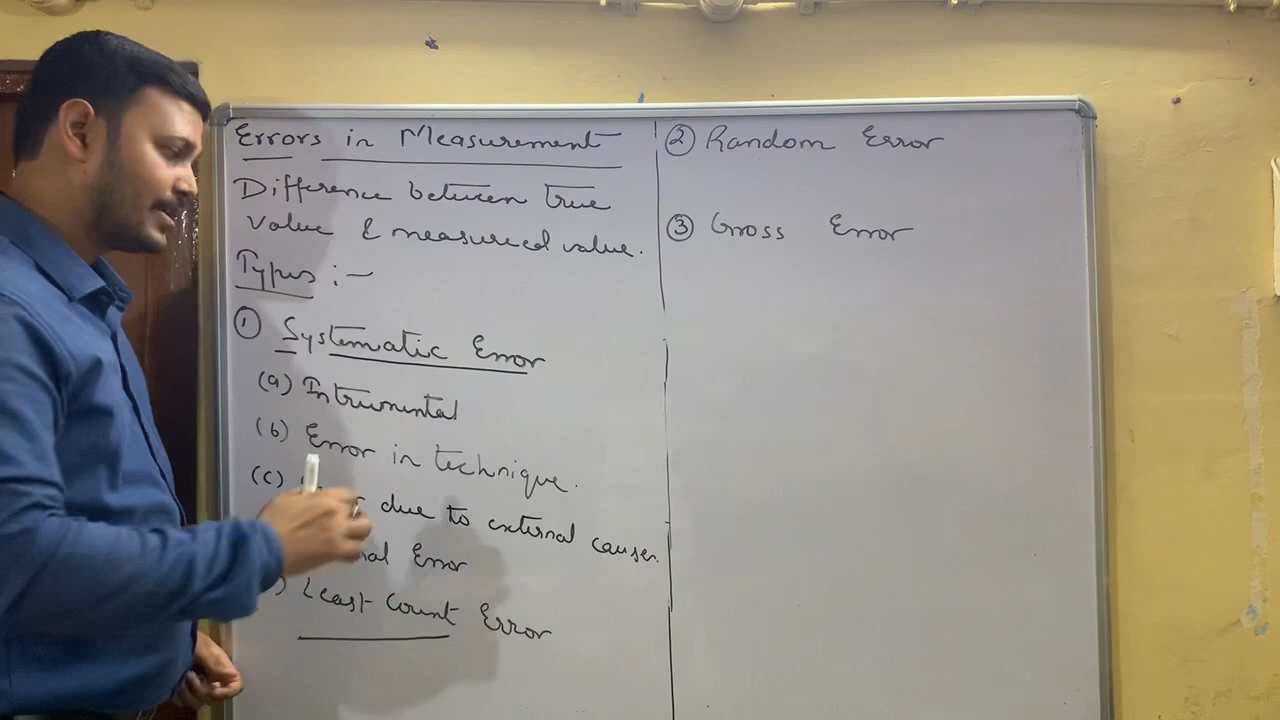 Errors in Measurement
Difference between true
value & measured value.
Types :-
① Systematic Error
(a) Intrumental
(b) Error in technique.
(c) due to external causes.
Error
Least Count Error
② Random Error
③ Gross Error